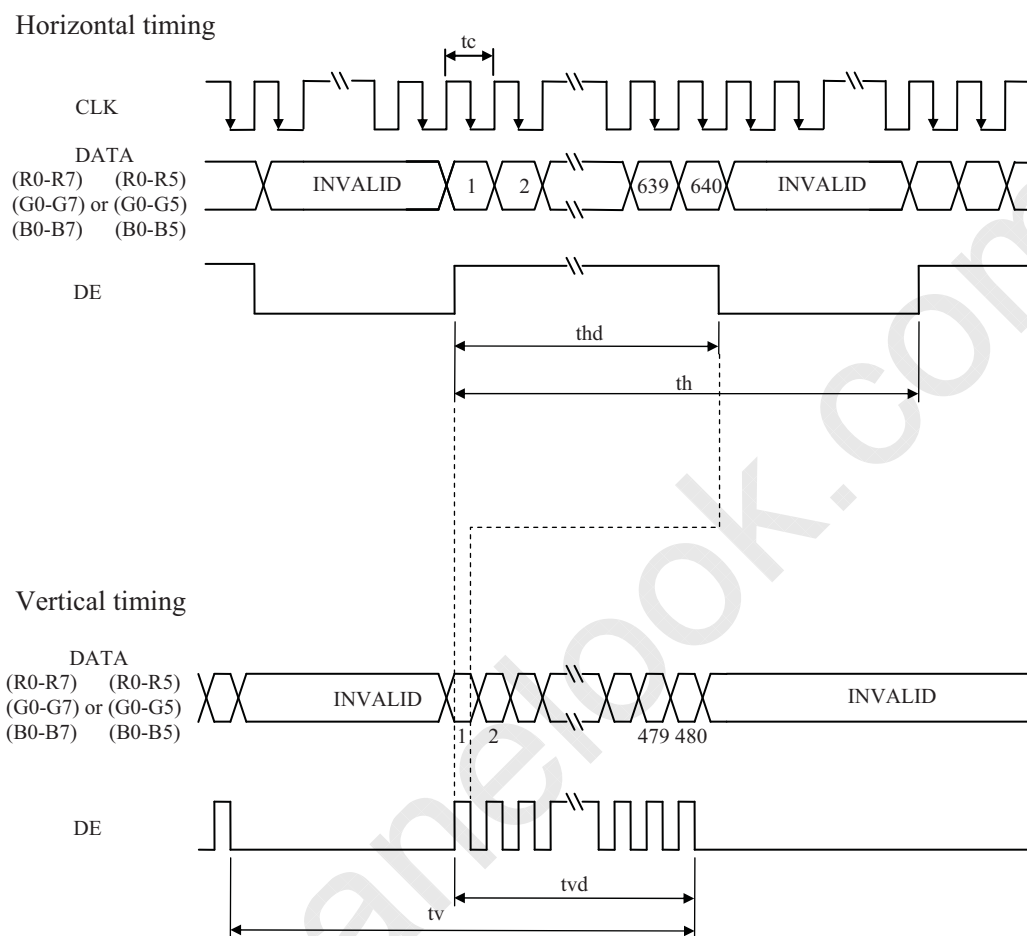 Horizontal timing
tc
CLK
DATA
(R0-R7) (R0-R5)
(G0-G7) or (G0-G5)
(B0-B7) (B0-B5)
INVALID 1 2 639 640 INVALID
DE
thd
th
Vertical timing
DATA
(R0-R7) (R0-R5)
(G0-G7) or (G0-G5)
(B0-B7) (B0-B5)
INVALID INVALID
1 2 479 480
DE
tvd
tv
anelook.com